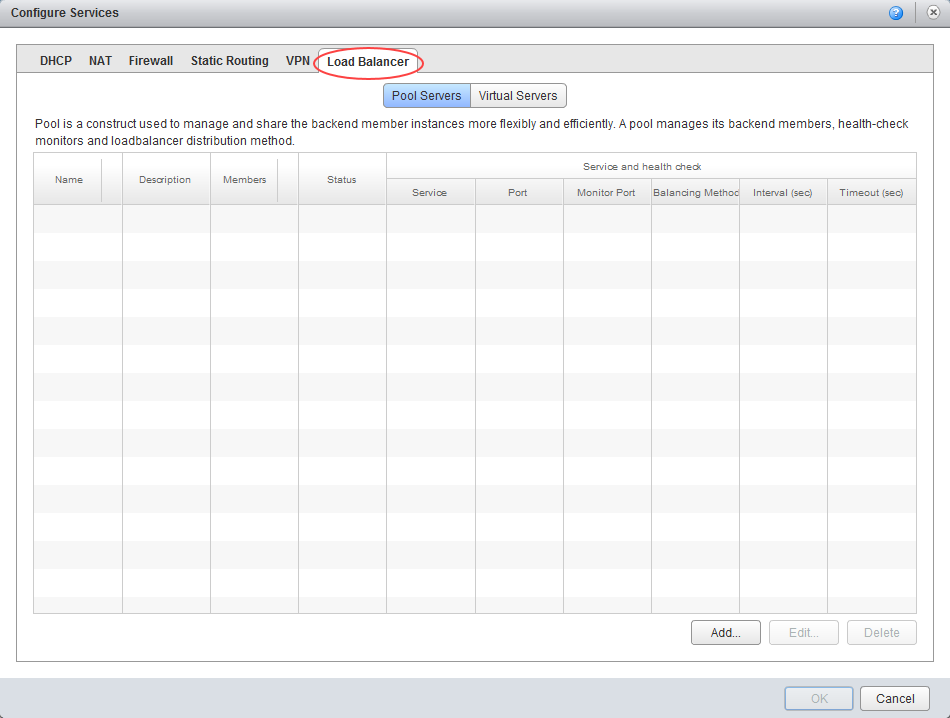 Configure Services
DHCP NAT Firewall Static Routing VPN Load Balancer
Pool Servers Virtual Servers
Pool is a construct used to manage and share the backend member instances more flexibly and efficiently. A pool manages its backend members, health-check
monitors and loadbalancer distribution method.
Name Description Members Status Service and health check
Service Port Monitor Port Balancing Method Interval (sec) Timeout (sec)
Add... Edit... Delete
OK Cancel